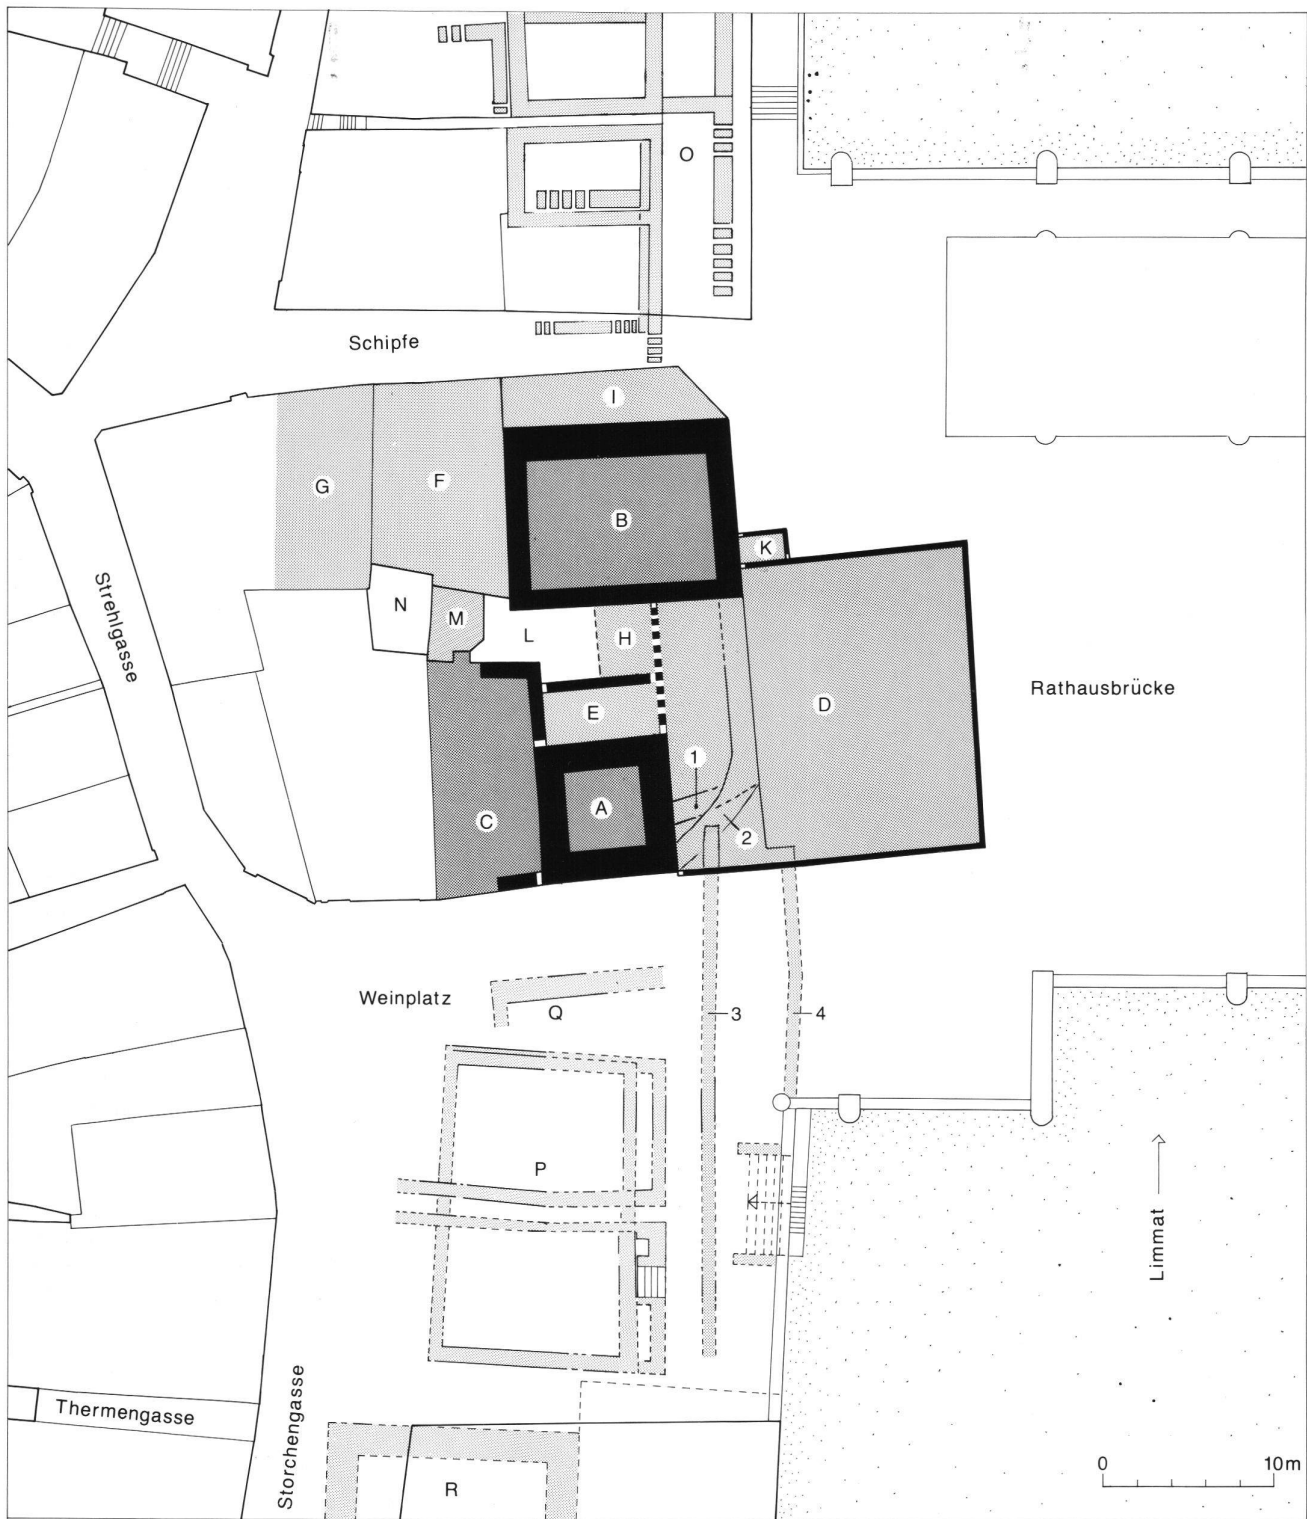 O
Schipfe
I
G
F
B
K
Strehlgasse
N
M
L
H
E
D
Rathausbrücke
1
A
C
2
Weinplatz
Q
3
4
P
Limmat
Thermengasse
Storchengasse
R
0 10m